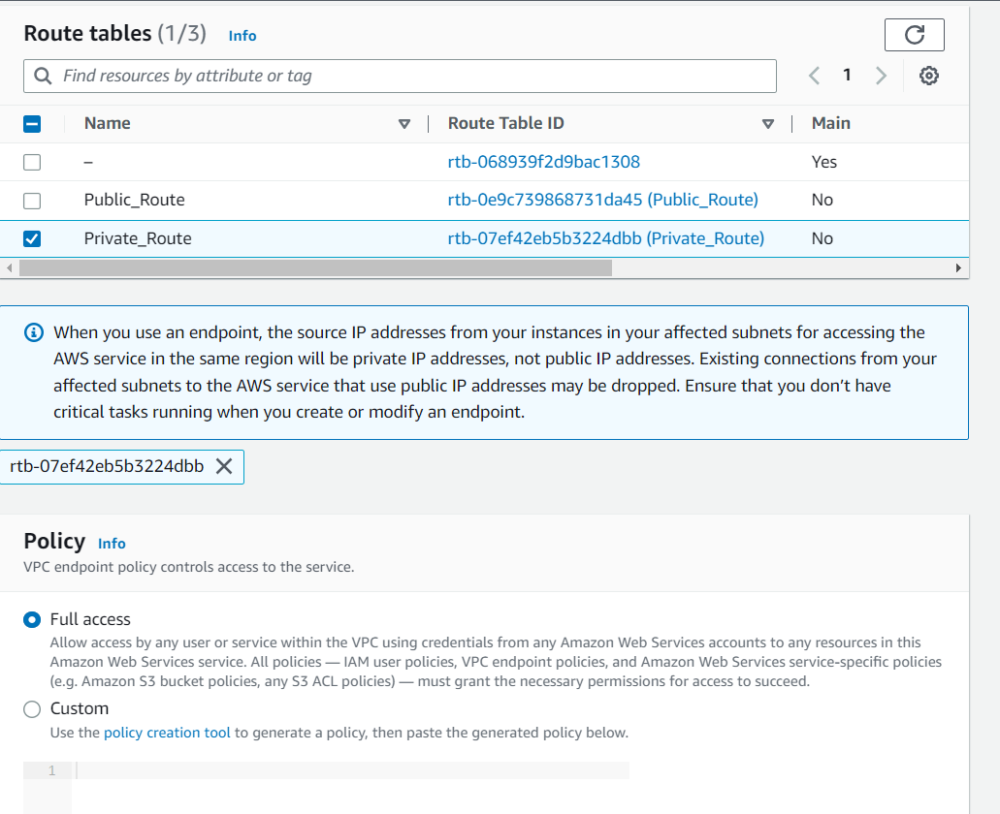 Route tables (1/3) Info
Find resources by attribute or tag
1
Name Route Table ID Main
– rtb-068939f2d9bac1308 Yes
Public_Route rtb-0e9c739868731da45 (Public_Route) No
Private_Route rtb-07ef42eb5b3224dbb (Private_Route) No
When you use an endpoint, the source IP addresses from your instances in your affected subnets for accessing the
AWS service in the same region will be private IP addresses, not public IP addresses. Existing connections from your
affected subnets to the AWS service that use public IP addresses may be dropped. Ensure that you don’t have
critical tasks running when you create or modify an endpoint.
rtb-07ef42eb5b3224dbb
Policy Info
VPC endpoint policy controls access to the service.
Full access
Allow access by any user or service within the VPC using credentials from any Amazon Web Services accounts to any resources in this
Amazon Web Services service. All policies — IAM user policies, VPC endpoint policies, and Amazon Web Services service-specific policies
(e.g. Amazon S3 bucket policies, any S3 ACL policies) — must grant the necessary permissions for access to succeed.
Custom
Use the policy creation tool to generate a policy, then paste the generated policy below.
1